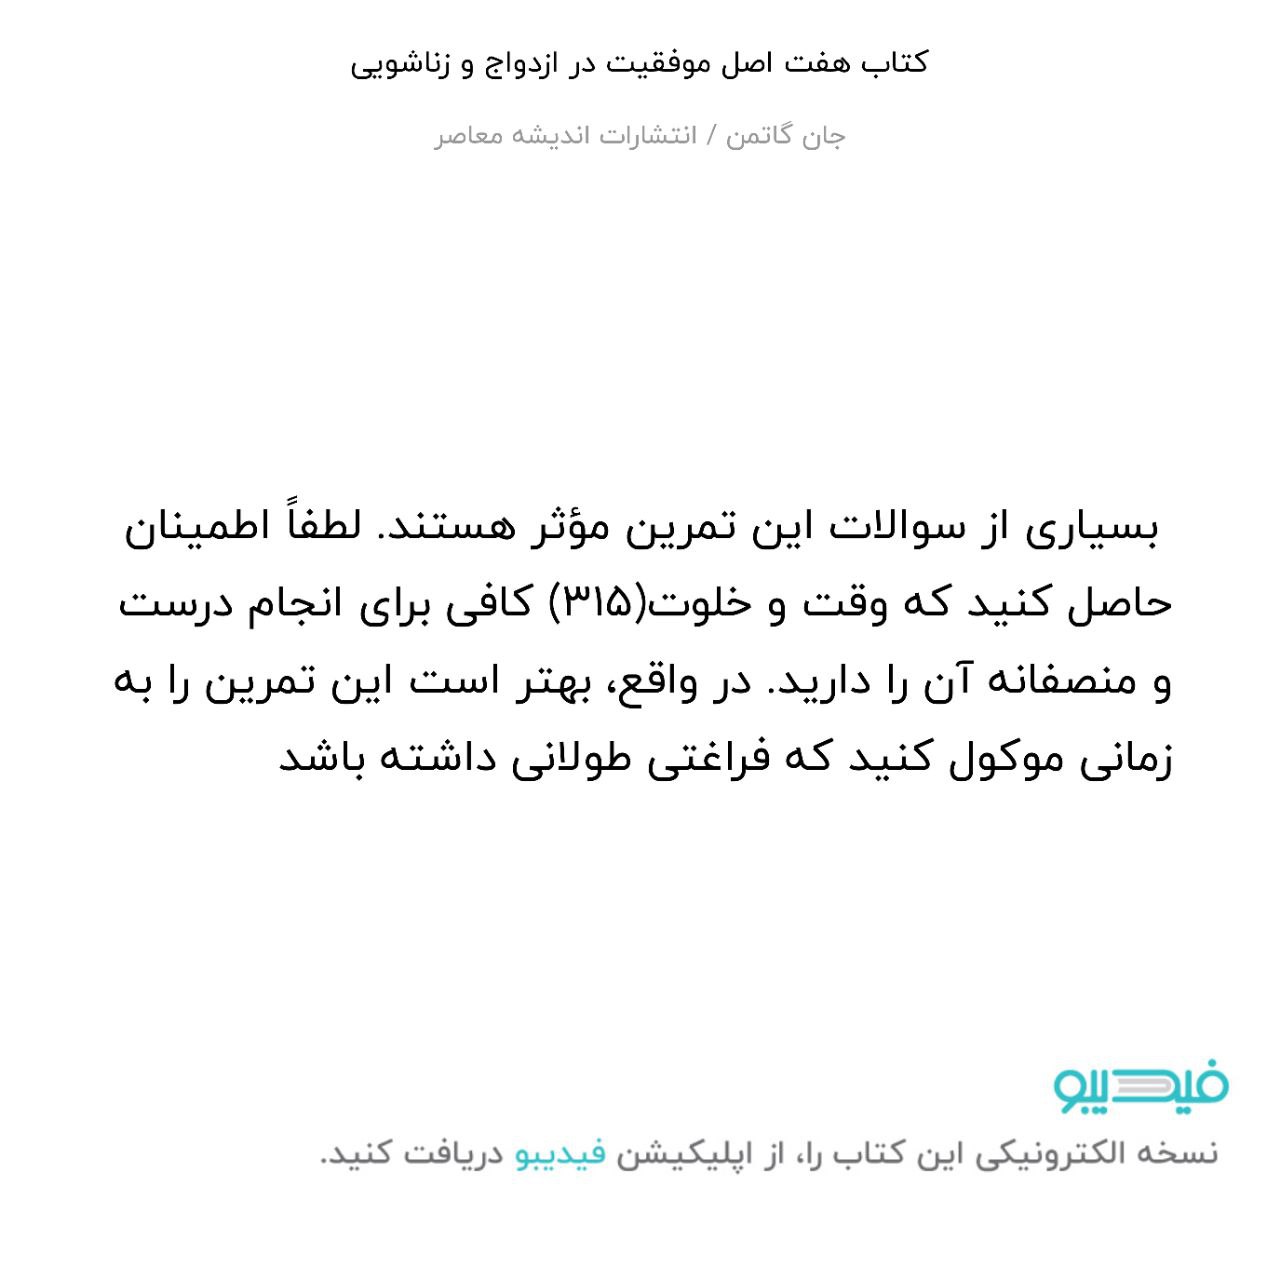 کتاب هفت اصل موفقیت در ازدواج و زناشویی
جان گاتمن / انتشارات اندیشه معاصر
بسیاری از سوالات این تمرین مؤثر هستند. لطفاً اطمینان
حاصل کنید که وقت و خلوت(۳۱۵) کافی برای انجام درست
و منصفانه آن را دارید. در واقع، بهتر است این تمرین را به
زمانی موکول کنید که فراغتی طولانی داشته باشد
فیدیبو
نسخه الکترونیکی این کتاب را، از اپلیکیشن فیدیبو دریافت کنید.